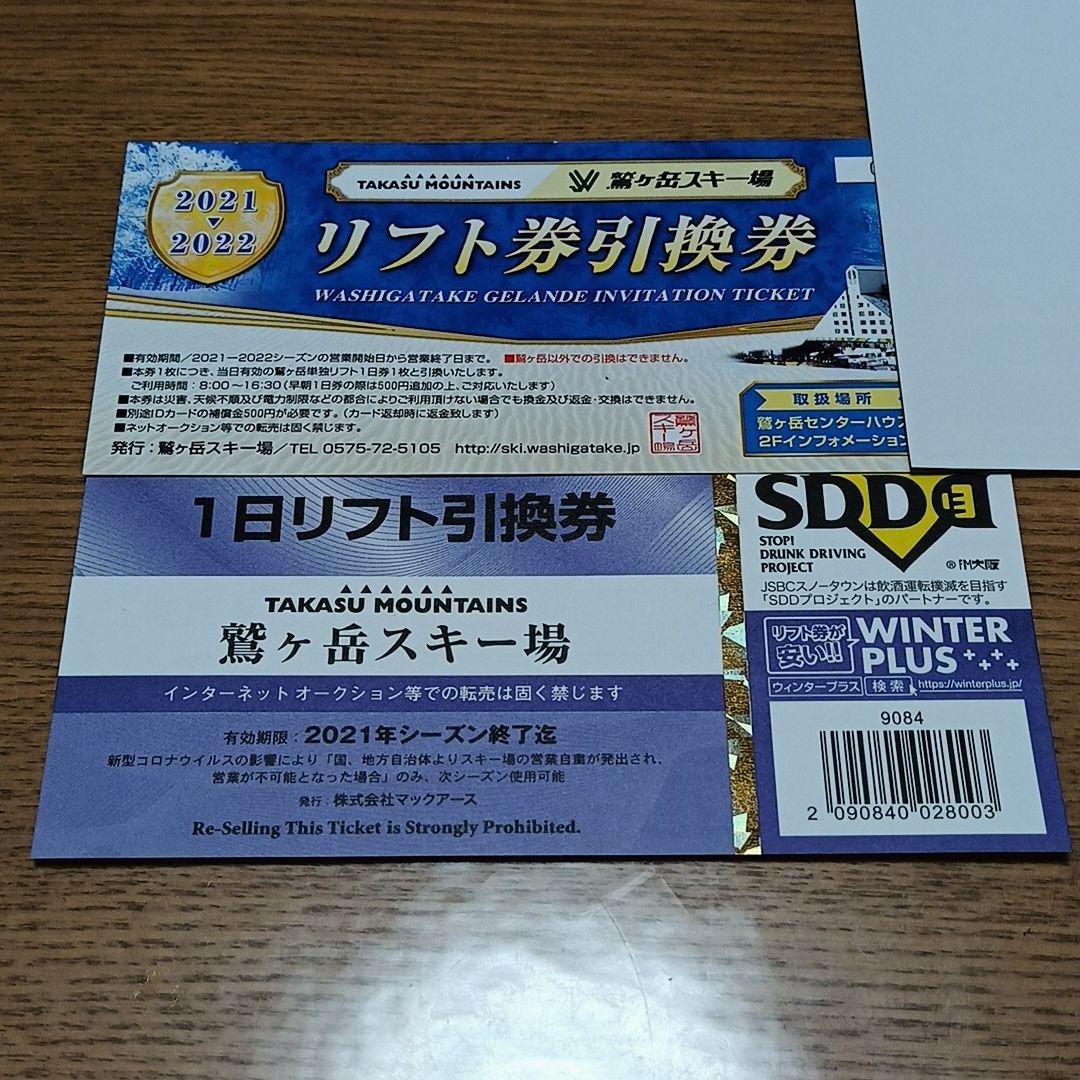 2021
2022
TAKASU MOUNTAINS
鷲ヶ岳スキー場
リフト券引換券
WASHIGATAKE GELANDE INVITATION TICKET
■有効期間/2021ー2022シーズンの営業開始日から営業終了日まで。 ■鷲ヶ岳以外での引換はできません。
■本券1枚につき、当日有効の鷲ヶ岳単独リフト1日券1枚と引換いたします。
ご利用時間:8:00〜16:30(早朝1日券の際は500円追加の上、ご対応いたします)
■本券は災害、天候不順及び電力制限などの都合によりご利用頂けない場合でも換金及び返金・交換はできません。
■別途IDカードの補償金500円が必要です。(カード返却時に返金致します)
■ネットオークション等での転売は固く禁じます。
発行:鷲ヶ岳スキー場/TEL 0575-72-5105 http://ski.washigatake.jp
鷲ヶ岳
スキー場
取扱場所
鷲ヶ岳センターハウス
2Fインフォメーション
1日リフト引換券
TAKASU MOUNTAINS
鷲ヶ岳スキー場
インターネットオークション等での転売は固く禁じます
有効期限:2021年シーズン終了迄
新型コロナウイルスの影響により「国、地方自治体よりスキー場の営業自粛が発出され、
営業が不可能となった場合」のみ、次シーズン使用可能
発行:株式会社マックアース
Re-Selling This Ticket is Strongly Prohibited.
SDD
STOP!
DRUNK DRIVING
PROJECT
®FM大阪
JSBCスノータウンは飲酒運転撲滅を目指す
「SDDプロジェクト」のパートナーです。
リフト券が
安い!!
WINTER
PLUS
ウィンタープラス 検索 https://winterplus.jp/
9084
2 090840 028003